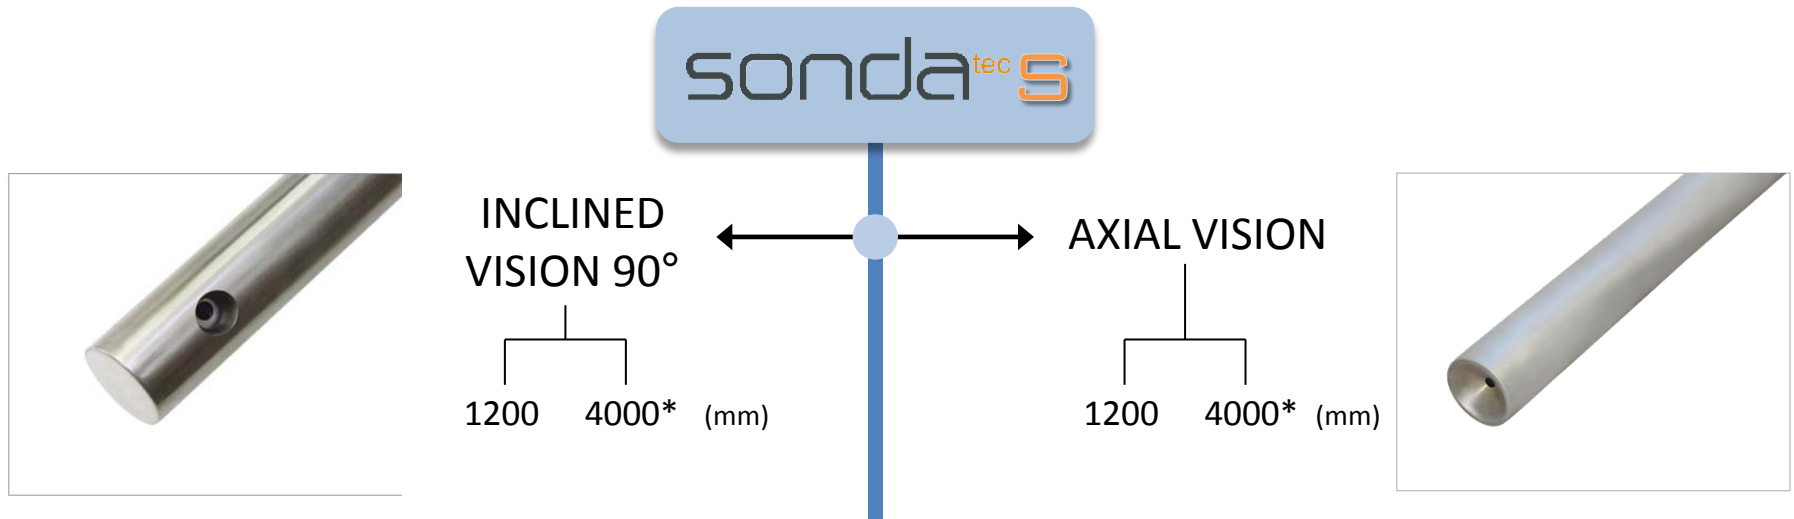 sonda tec S
INCLINED
VISION 90°
1200 4000* (mm)
AXIAL VISION
1200 4000* (mm)